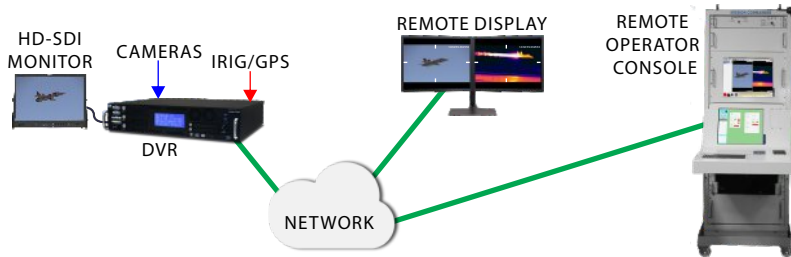 HD-SDI
MONITOR
CAMERAS
IRIG/GPS
DVR
REMOTE DISPLAY
REMOTE
OPERATOR
CONSOLE
NETWORK